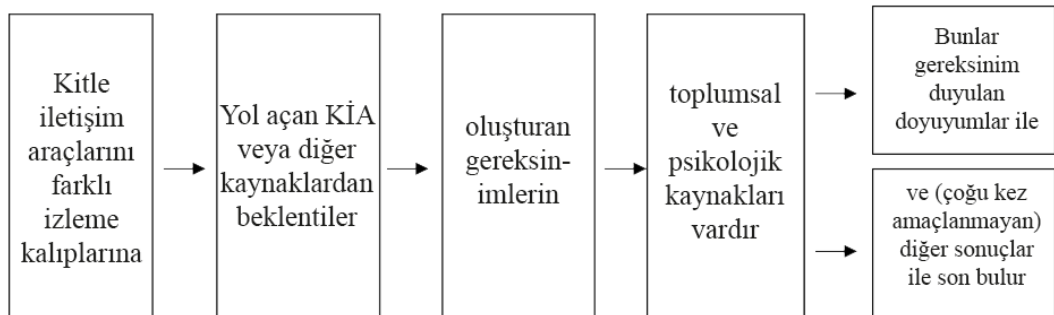 Kitle
iletişim
araçlarını
farklı
izleme
kalıplarına
Yol açan KİA
veya diğer
kaynaklardan
beklentiler
oluşturan
gereksin-
imlerin
toplumsal
ve
psikolojik
kaynakları
vardır
Bunlar
gereksinim
duyulan
doyuyumlar ile
ve (çoğu kez
amaçlanmayan)
diğer sonuçlar
ile son bulur